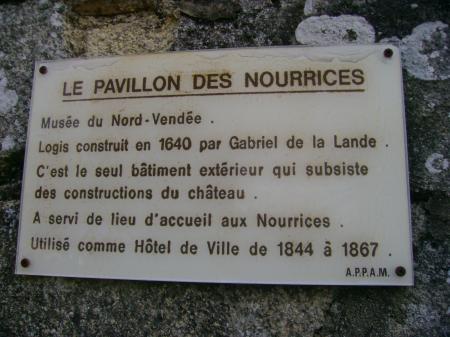 LE PAVILLON DES NOURRICES
Musée du Nord-Vendée .
Logis construit en 1640 par Gabriel de la Lande .
C'est le seul bâtiment extérieur qui subsiste
des constructions du château .
A servi de lieu d'accueil aux Nourrices .
Utilisé comme Hôtel de Ville de 1844 à 1867 .
A.P.P.A.M.